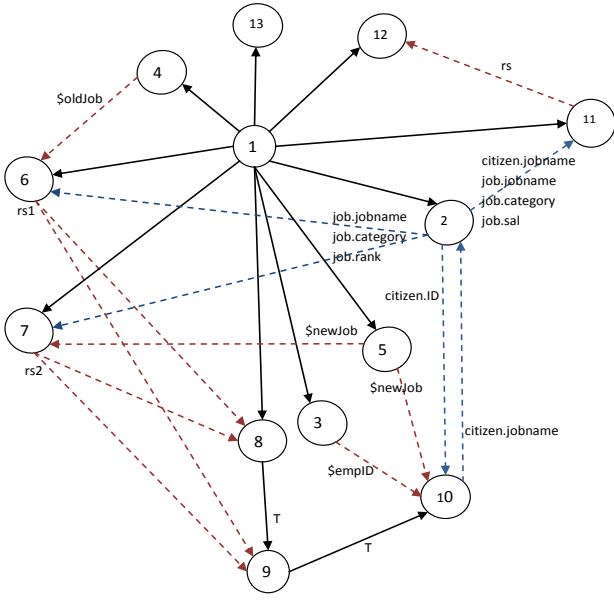 13
12
4
rs
$oldJob
11
1
citizen.jobname
6
job.jobname
rs1
job.category
job.jobname
2
job.sal
job.category
job.rank
citizen.ID
7
$newJob
5
rs2
$newJob
3
8
citizen.jobname
$empID
10
T
T
9